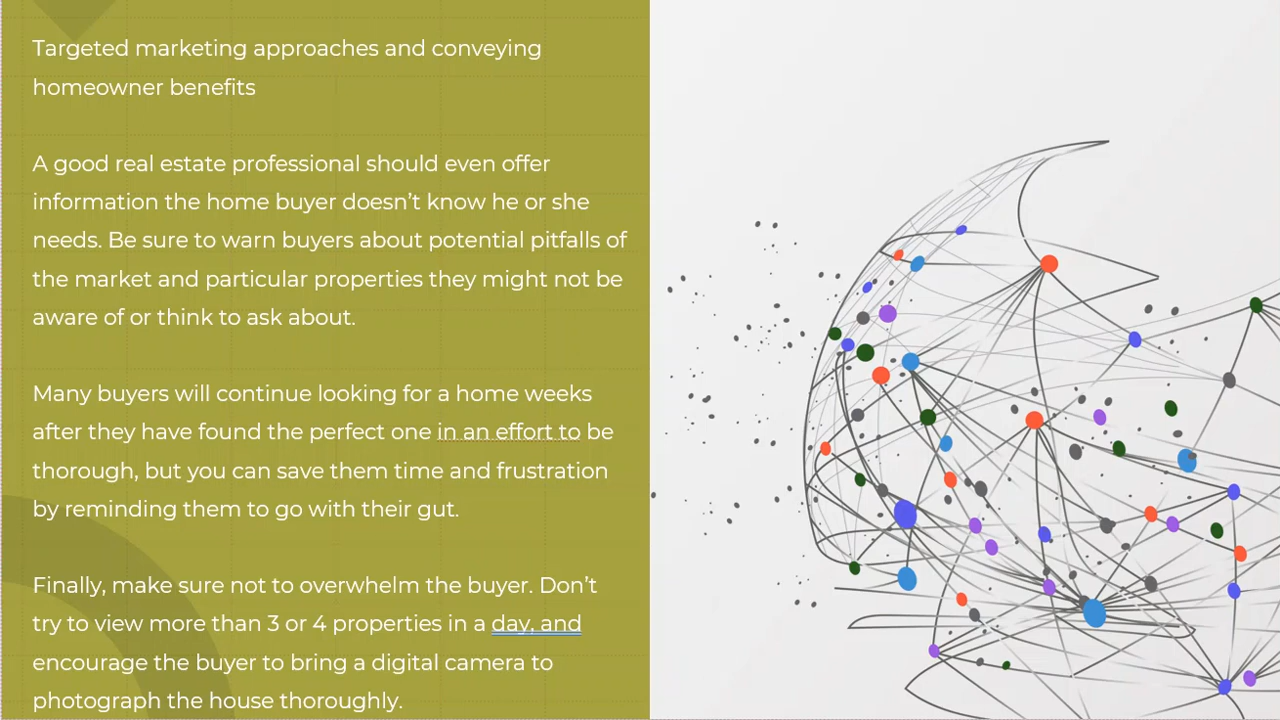 Targeted marketing approaches and conveying
homeowner benefits
A good real estate professional should even offer
information the home buyer doesn’t know he or she
needs. Be sure to warn buyers about potential pitfalls of
the market and particular properties they might not be
aware of or think to ask about.
Many buyers will continue looking for a home weeks
after they have found the perfect one in an effort to be
thorough, but you can save them time and frustration
by reminding them to go with their gut.
Finally, make sure not to overwhelm the buyer. Don’t
try to view more than 3 or 4 properties in a day, and
encourage the buyer to bring a digital camera to
photograph the house thoroughly.